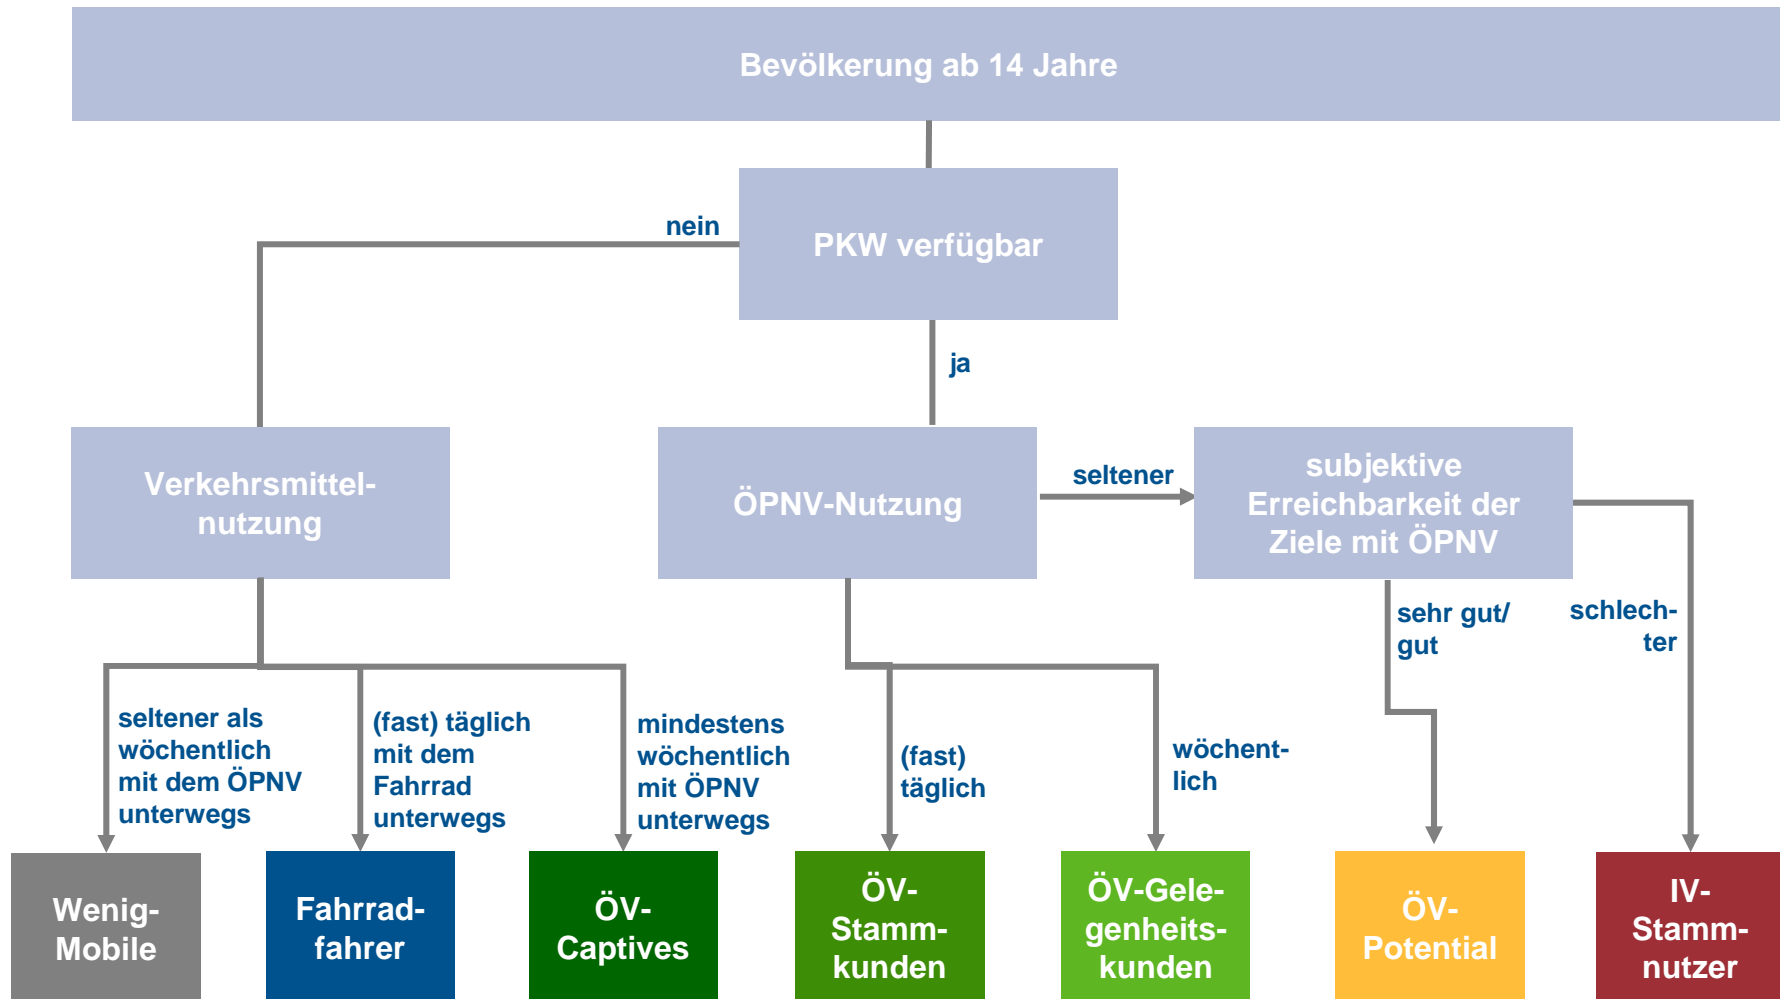 Bevölkerung ab 14 Jahre
nein
PKW verfügbar
ja
Verkehrsmittel-
nutzung
ÖPNV-Nutzung
seltener
subjektive
Erreichbarkeit der
Ziele mit ÖPNV
sehr gut/
gut
schlech-
ter
seltener als
wöchentlich
mit dem ÖPNV
unterwegs
(fast) täglich
mit dem
Fahrrad
unterwegs
mindestens
wöchentlich
mit ÖPNV
unterwegs
(fast)
täglich
wöchent-
lich
Wenig-
Mobile
Fahrrad-
fahrer
ÖV-
Captives
ÖV-
Stamm-
kunden
ÖV-Gele-
genheits-
kunden
ÖV-
Potential
IV-
Stamm-
nutzer